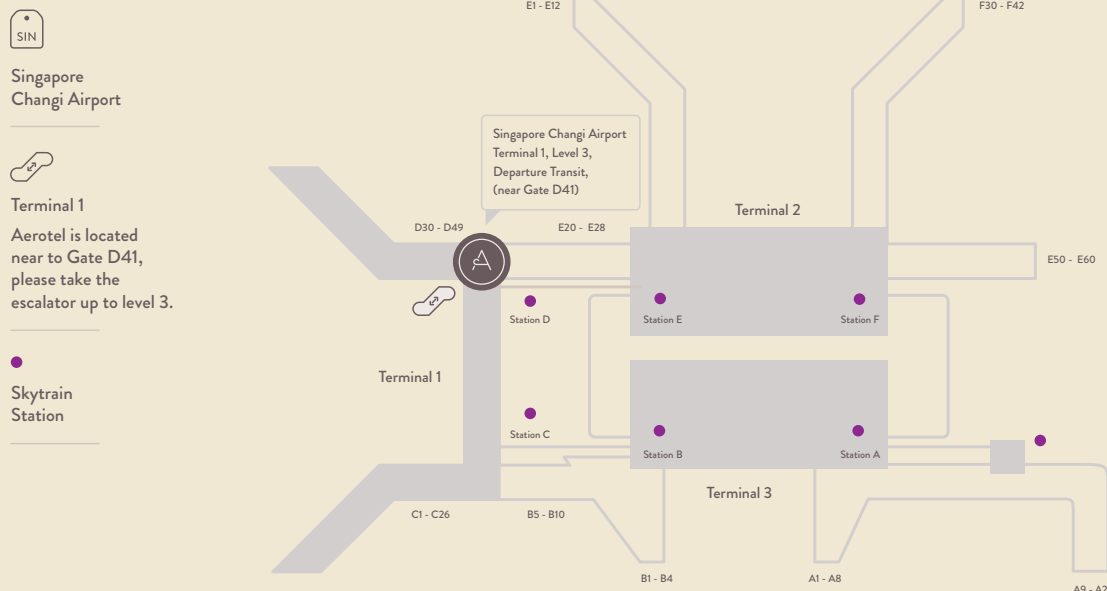 SIN
Singapore
Changi Airport
Terminal 1
Aerotel is located
near to Gate D41,
please take the
escalator up to level 3.
Skytrain
Station
E1 - E12
F30 - F42
Singapore Changi Airport
Terminal 1, Level 3,
Departure Transit,
(near Gate D41)
Terminal 2
D30 - D49
E20 - E28
E50 - E60
Station D
Station E
Station F
Terminal 1
Station C
Station B
Station A
Terminal 3
C1 - C26
B5 - B10
B1 - B4
A1 - A8